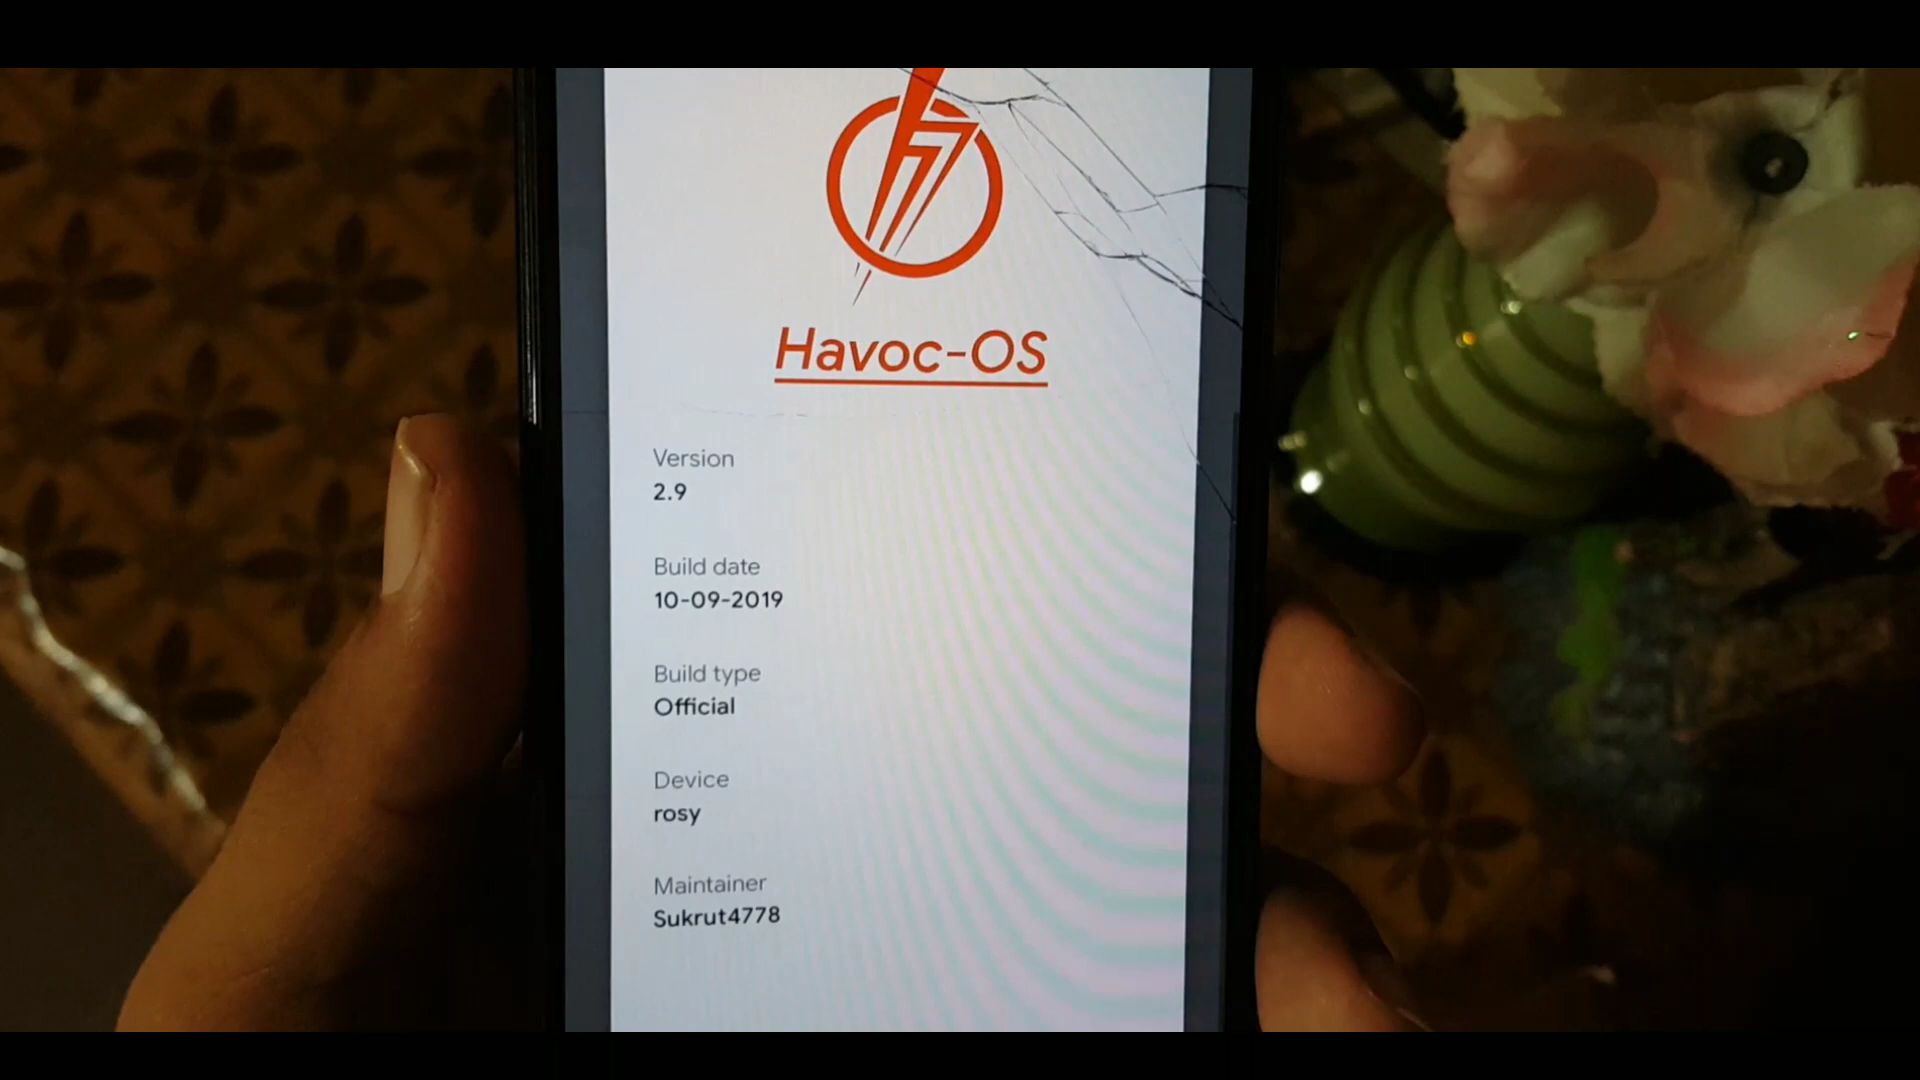 Havoc-OS
Version
2.9
Build date
10-09-2019
Build type
Official
Device
rosy
Maintainer
Sukrut4778